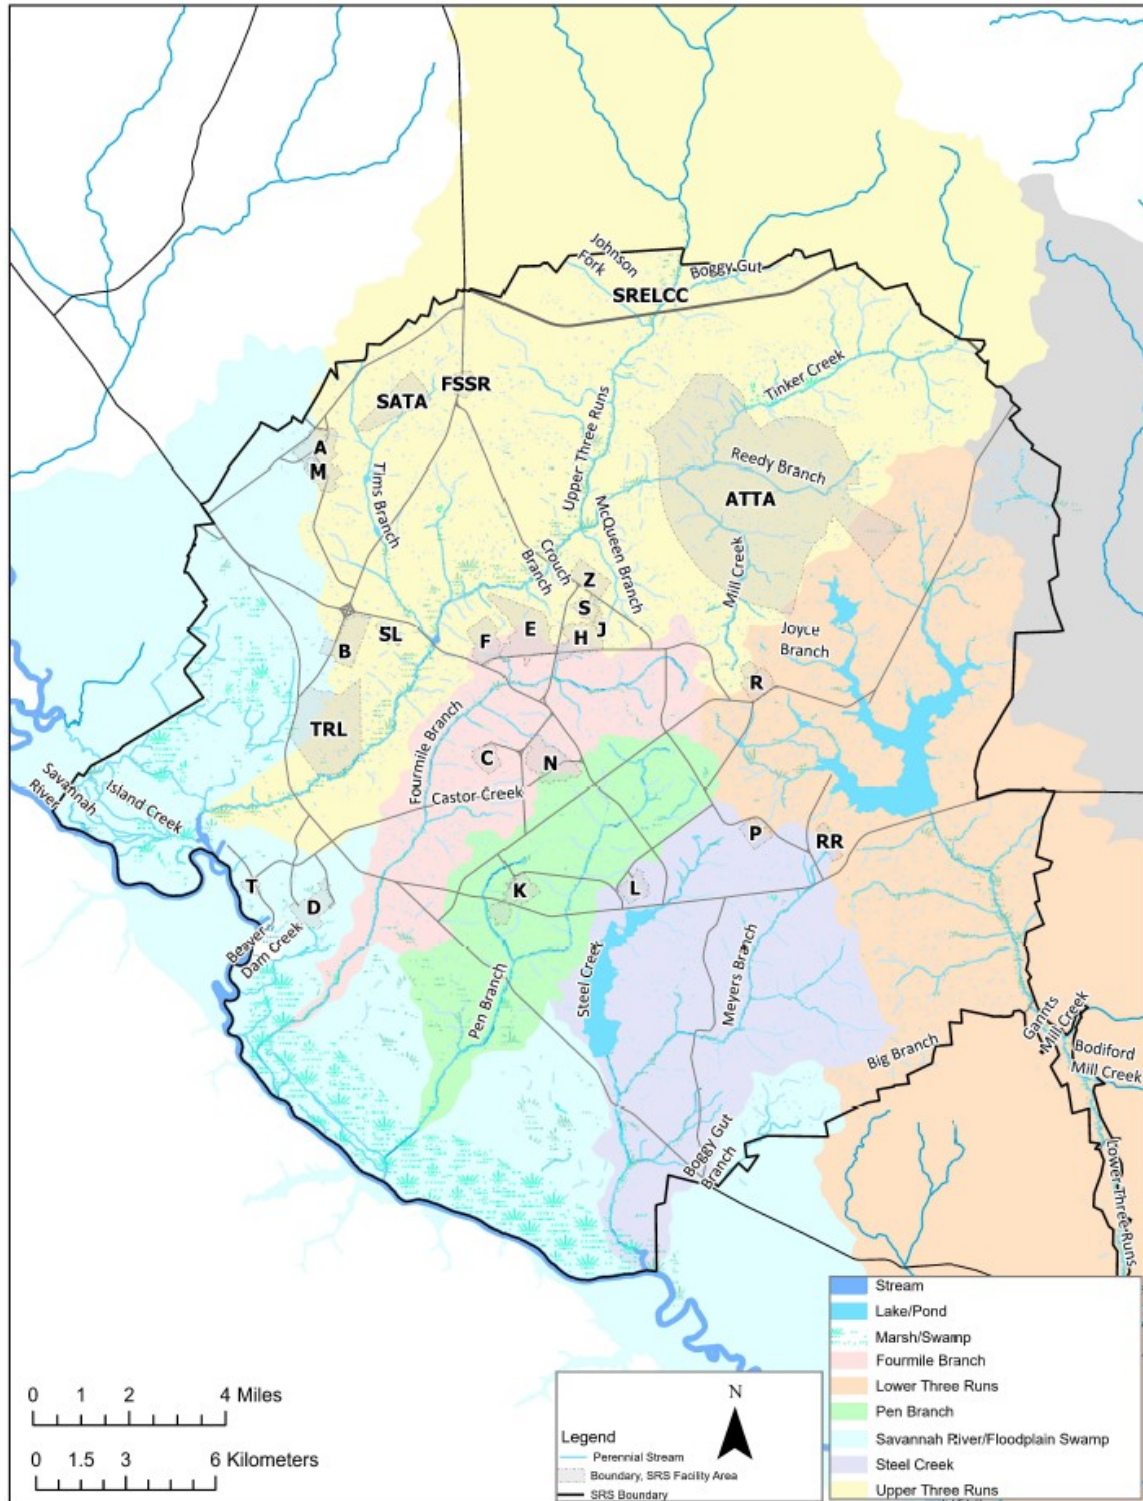 Johnson
Fork
Boggy Gut
SRELCC
Tinker Creek
FSSR
SATA
Upper Three Runs
A
M
Tims Branch
Reedy Branch
ATTA
McQueen Branch
Crouch
Branch
Mill Creek
Z
S
J
H
E
F
SL
B
Joyce
Branch
R
TRL
Fourmile Branch
C
N
Castor Creek
Savannah
River
Island Creek
P
RR
T
D
K
L
Beaver
Dam Creek
Steel Creek
Meyers Branch
Pen Branch
Gannts
Mill Creek
Big Branch
Bodiford
Mill Creek
Boggy Gut
Branch
Lower Three Runs
Stream
Lake/Pond
Marsh/Swamp
Fourmile Branch
Lower Three Runs
Pen Branch
Savannah River/Floodplain Swamp
Steel Creek
Upper Three Runs
0 1 2 4 Miles
0 1.5 3 6 Kilometers
N
Legend
Perennial Stream
Boundary, SRS Facility Area
SRS Boundary